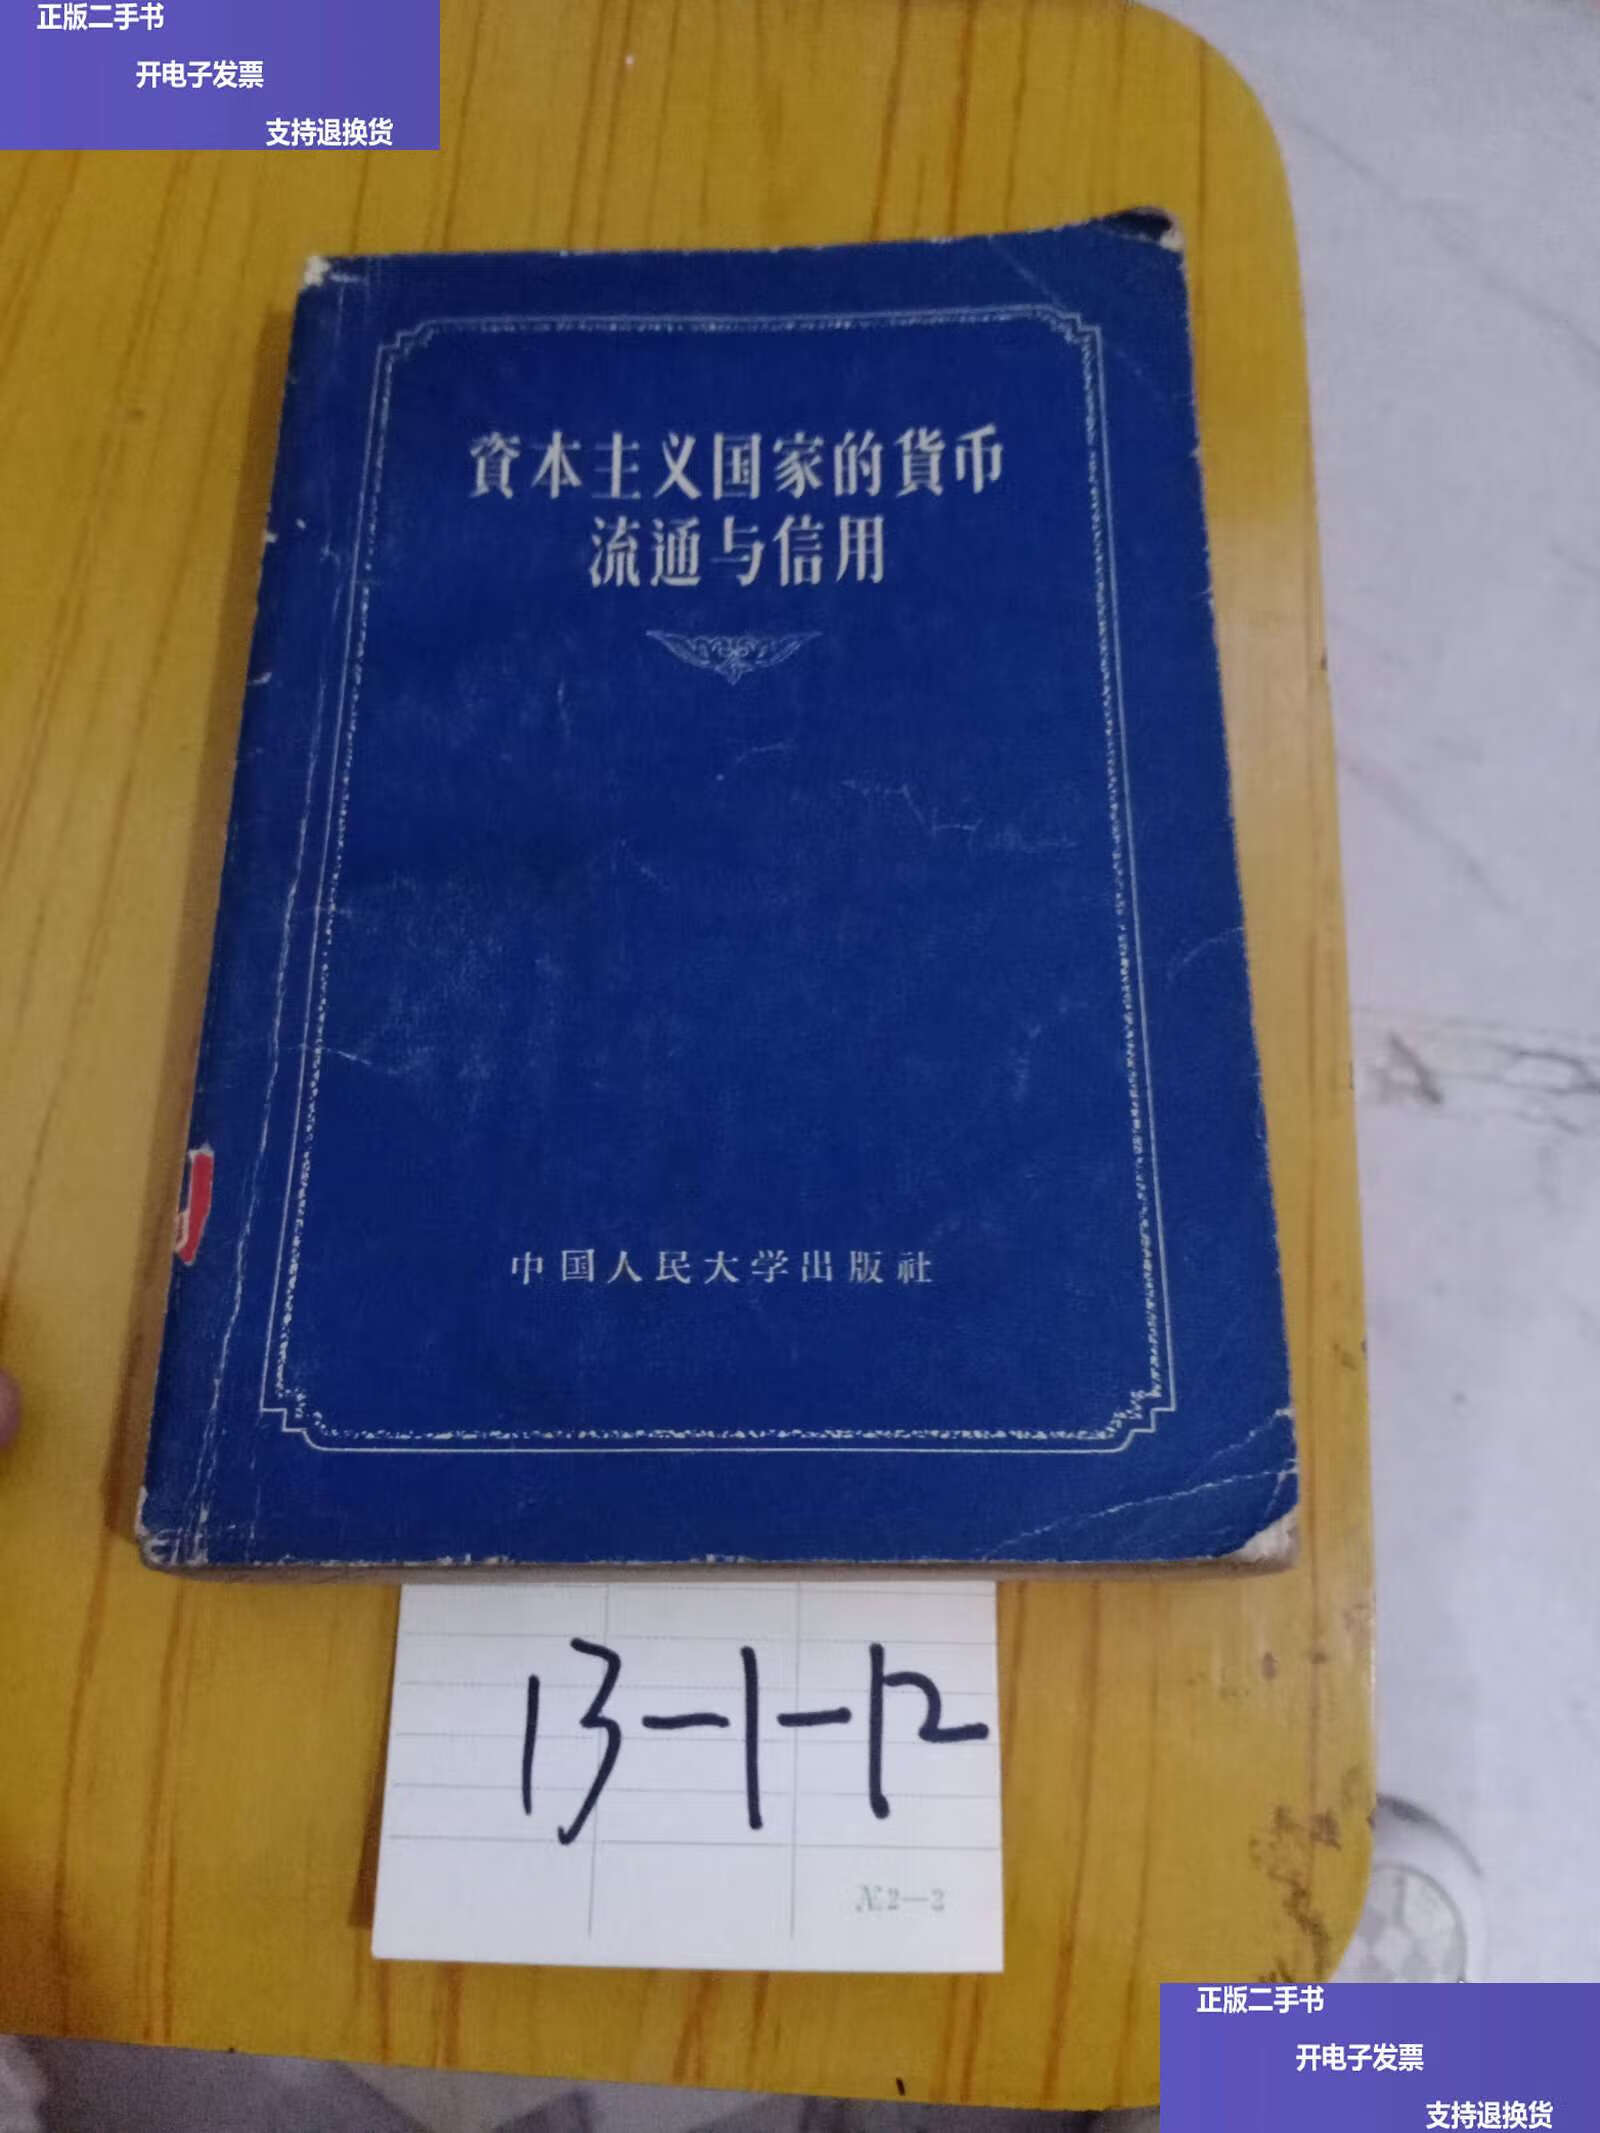 正版二手书
开电子发票
支持退换货
資本主义国家的貨币
流通与信用
中国人民大学出版社
13-1-12
№2—3
正版二手书
开电子发票
支持退换货